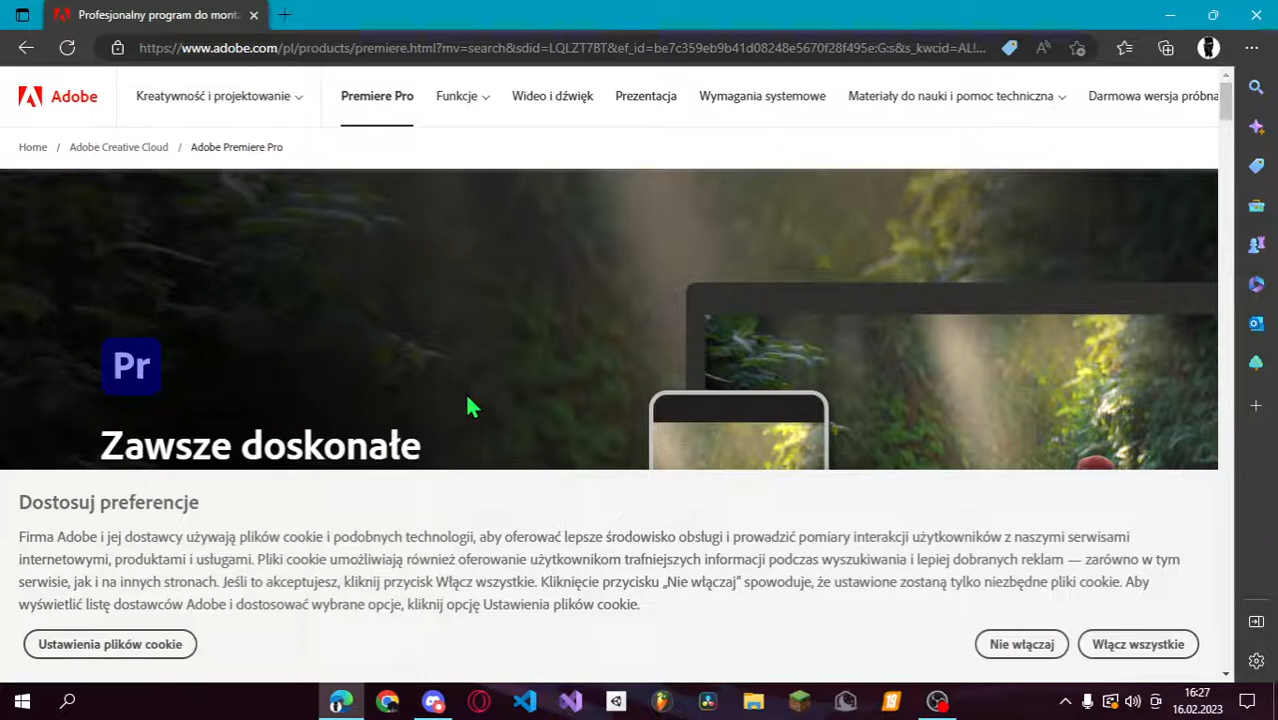 Profesjonalny program do monta
https://www.adobe.com/pl/products/premiere.html?mv=search&sdid=LQLZT7BT&ef_id=be7c359eb9b41d08248e5670f28f495e:G:s&s_kwcid=AL!...
Adobe
Kreatywność i projektowanie
Premiere Pro
Funkcje
Wideo i dźwięk
Prezentacja
Wymagania systemowe
Materiały do nauki i pomoc techniczna
Darmowa wersja próbna
Home / Adobe Creative Cloud / Adobe Premiere Pro
Pr
Zawsze doskonałe
Dostosuj preferencje
Firma Adobe i jej dostawcy używają plików cookie i podobnych technologii, aby oferować lepsze środowisko obsługi i prowadzić pomiary interakcji użytkowników z naszymi serwisami
internetowymi, produktami i usługami. Pliki cookie umożliwiają również oferowanie użytkownikom trafniejszych informacji podczas wyszukiwania i lepiej dobranych reklam — zarówno w tym
serwisie, jak i na innych stronach. Jeśli to akceptujesz, kliknij przycisk Włącz wszystkie. Kliknięcie przycisku „Nie włączaj” spowoduje, że ustawione zostaną tylko niezbędne pliki cookie. Aby
wyświetlić listę dostawców Adobe i dostosować wybrane opcje, kliknij opcję Ustawienia plików cookie.
Ustawienia plików cookie
Nie włączaj
Włącz wszystkie
16:27
16.02.2023